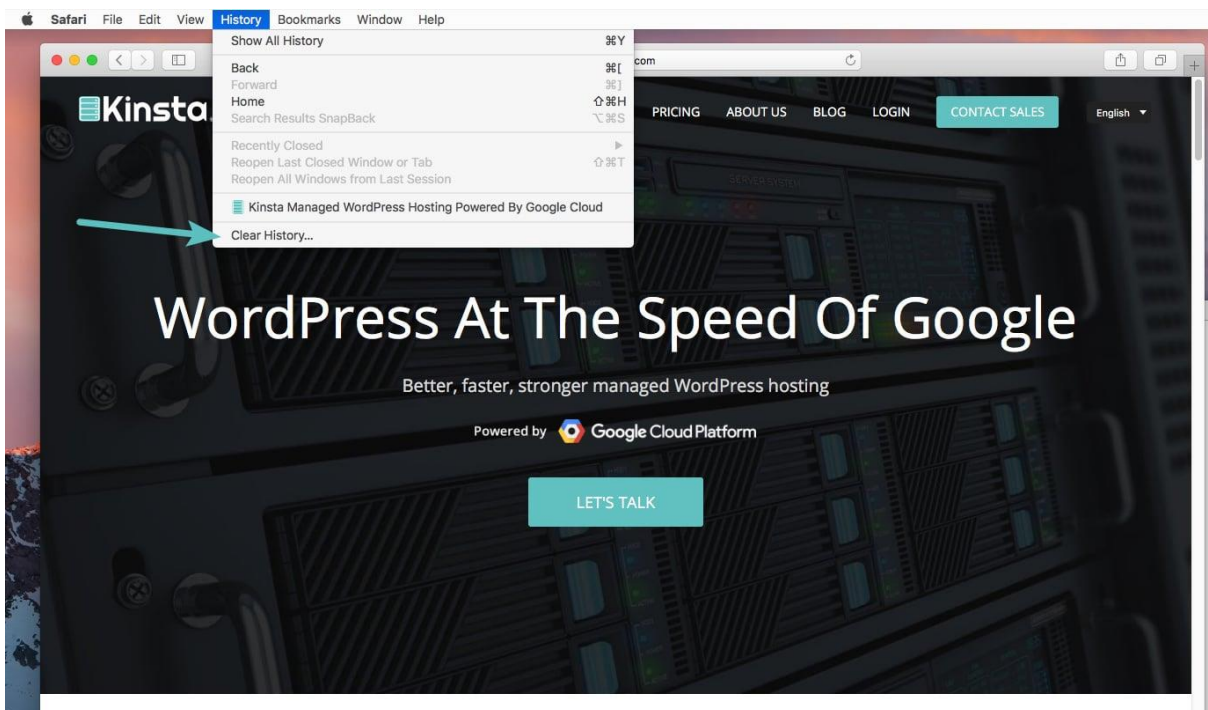 Safari File Edit View History Bookmarks Window Help
Show All History ⌘Y
Back ⌘[
Forward ⌘]
Home ⇧⌘H
Search Results SnapBack ⌥⌘S
Recently Closed ▶
Reopen Last Closed Window or Tab ⇧⌘T
Reopen All Windows from Last Session
Kinsta Managed WordPress Hosting Powered By Google Cloud
Clear History...
com
Kinsta
PRICING ABOUT US BLOG LOGIN CONTACT SALES English ▼
SERVER SYSTEM
WordPress At The Speed Of Google
Better, faster, stronger managed WordPress hosting
Powered by Google Cloud Platform
LET'S TALK